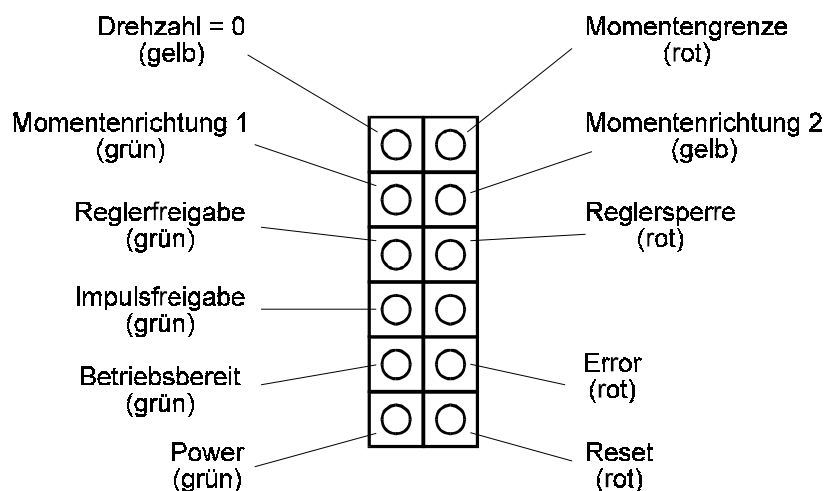 Drehzahl = 0
(gelb)
Momentengrenze
(rot)
Momentenrichtung 1
(grün)
Momentenrichtung 2
(gelb)
Reglerfreigabe
(grün)
Reglersperre
(rot)
Impulsfreigabe
(grün)
Betriebsbereit
(grün)
Error
(rot)
Power
(grün)
Reset
(rot)